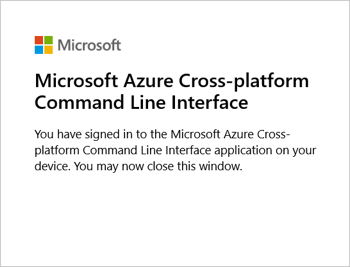 Microsoft
Microsoft Azure Cross-platform
Command Line Interface
You have signed in to the Microsoft Azure Cross-
platform Command Line Interface application on your
device. You may now close this window.